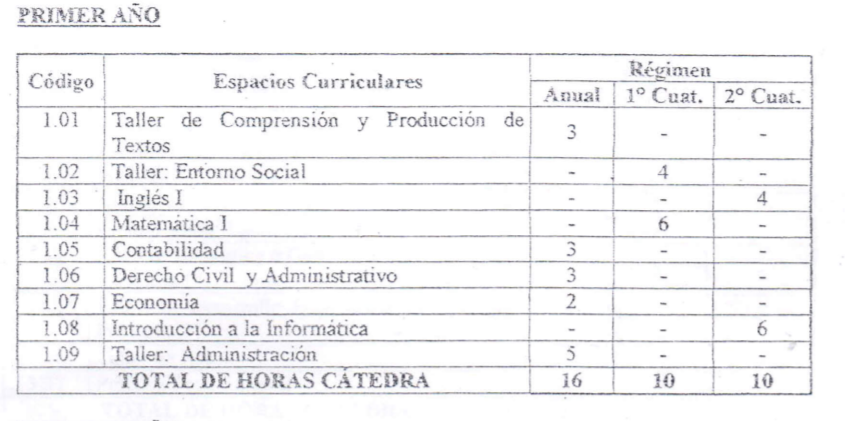 PRIMER AÑO
Código Espacios Curriculares Régimen
Anual 1° Cuat. 2° Cuat.
1.01 Taller de Comprensión y Producción de
Textos 3 - -
1.02 Taller: Entorno Social - 4 -
1.03 Inglés I - - 4
1.04 Matemática I - 6 -
1.05 Contabilidad 3 - -
1.06 Derecho Civil y Administrativo 3 - -
1.07 Economía 2 - -
1.08 Introducción a la Informática - - 6
1.09 Taller: Administración 5 - -
TOTAL DE HORAS CÁTEDRA 16 10 10